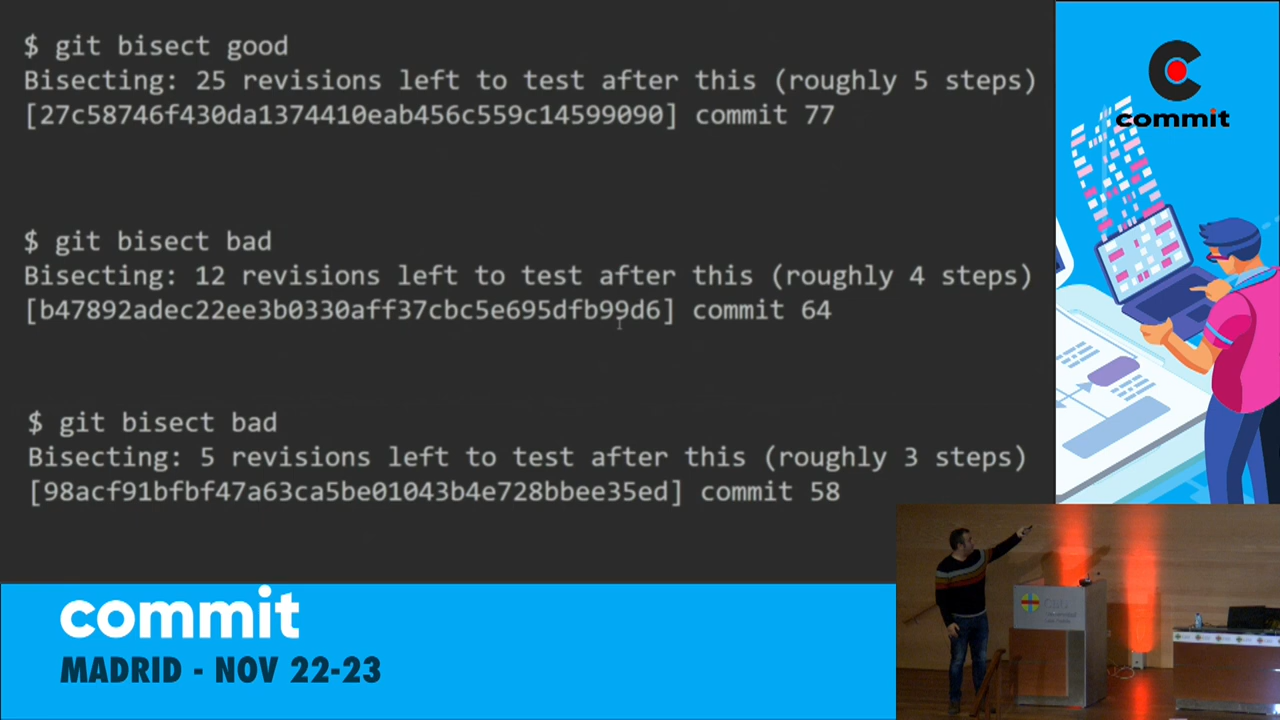 $ git bisect good
Bisecting: 25 revisions left to test after this (roughly 5 steps)
[27c58746f430da1374410eab456c559c14599090] commit 77
$ git bisect bad
Bisecting: 12 revisions left to test after this (roughly 4 steps)
[b47892adec22ee3b0330aff37cbc5e695dfb99d6] commit 64
$ git bisect bad
Bisecting: 5 revisions left to test after this (roughly 3 steps)
[98acf91bfbf47a63ca5be01043b4e728bbee35ed] commit 58
commit
commit
MADRID - NOV 22-23